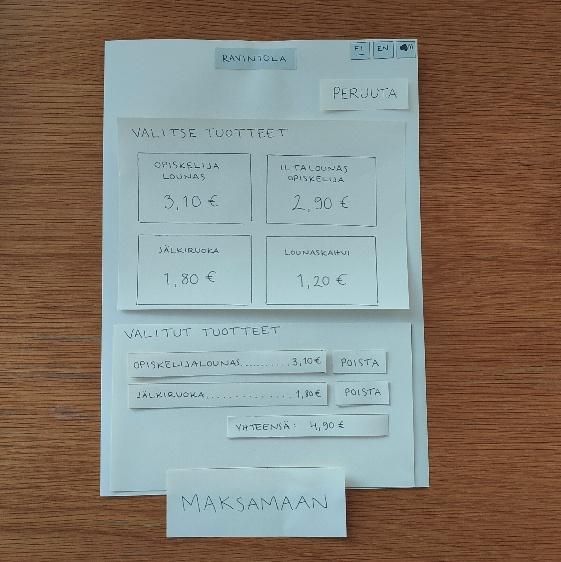 RAVINTOLA
FI EN
PERUUTA
VALITSE TUOTTEET
OPISKELIJA
LOUNAS
3,10 €
ILTALOUNAS
OPISKELIJA
2,90 €
JÄLKIRUOKA
1,80 €
LOUNASKAHVI
1,20 €
VALITUT TUOTTEET
OPISKELIJALOUNAS..........3,10€ POISTA
JÄLKIRUOKA..............1,80€ POISTA
YHTEENSÄ: 4,90 €
MAKSAMAAN